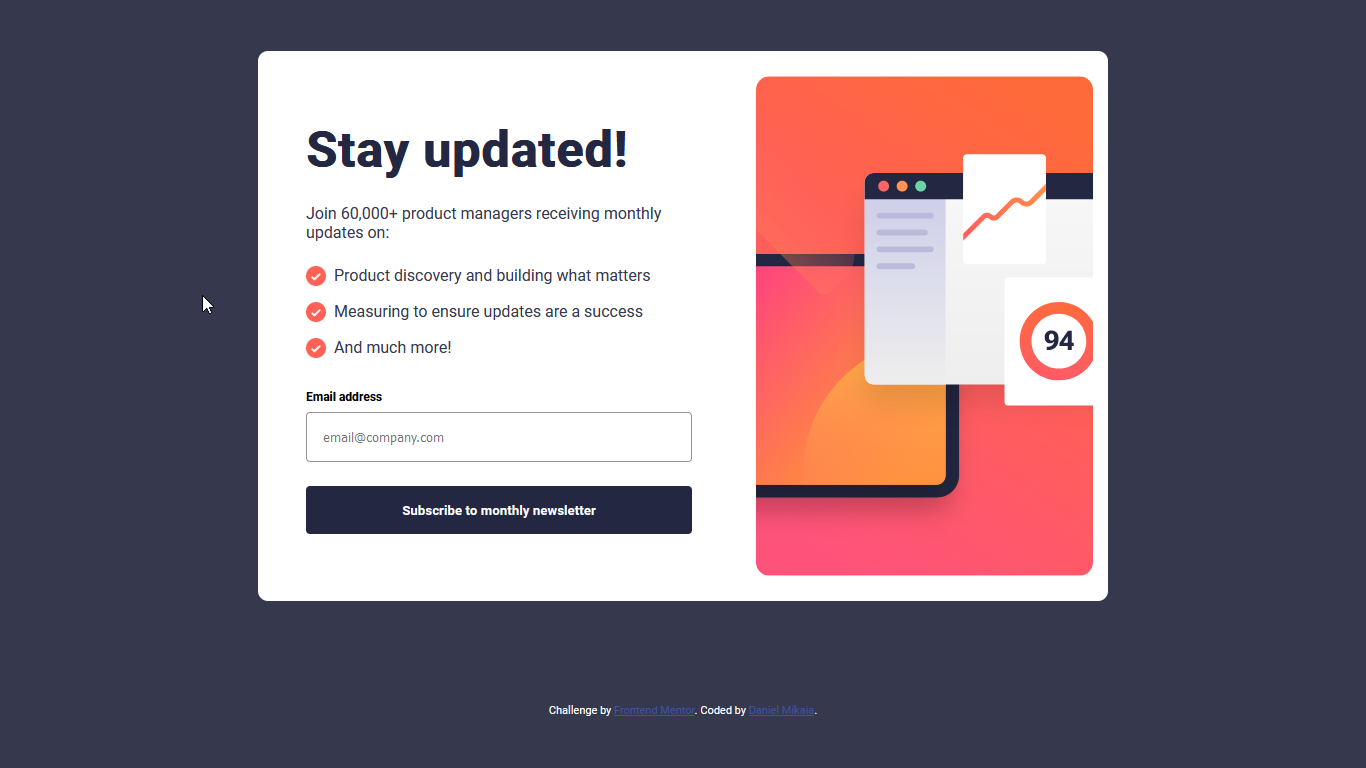 Stay updated!
Join 60,000+ product managers receiving monthly
updates on:
Product discovery and building what matters
Measuring to ensure updates are a success
And much more!
Email address
email@company.com
Subscribe to monthly newsletter
94
Challenge by Frontend Mentor. Coded by Daniel Mikaia.